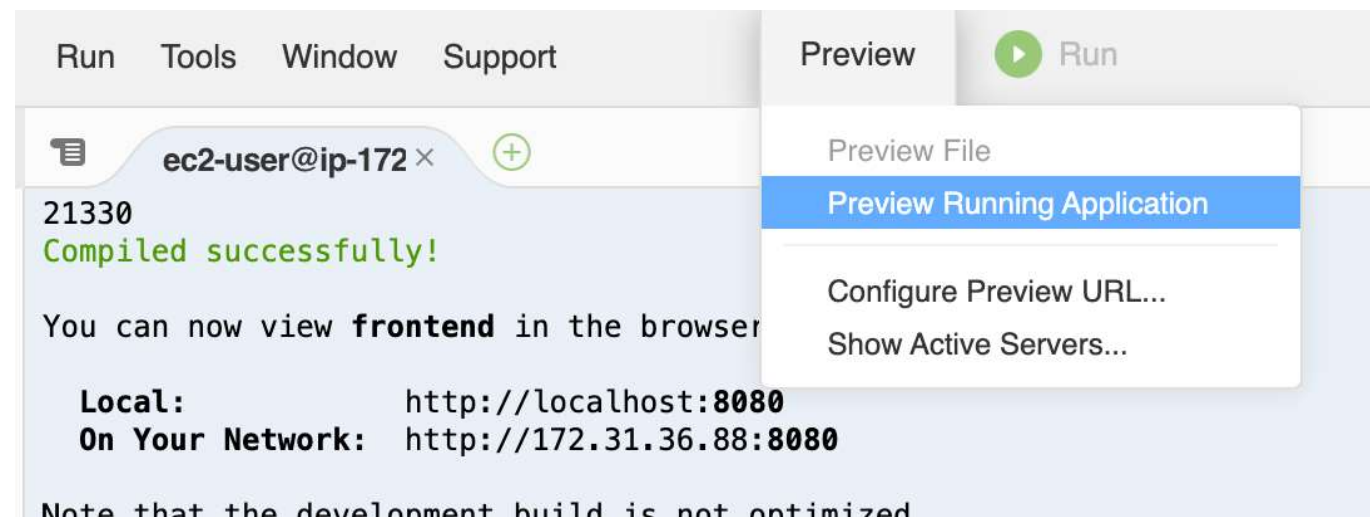 Run Tools Window Support Preview Run
ec2-user@ip-172 ×
Preview File
Preview Running Application
Configure Preview URL...
Show Active Servers...
21330
Compiled successfully!
You can now view frontend in the browser
Local: http://localhost:8080
On Your Network: http://172.31.36.88:8080
Note that the development build is not optimized